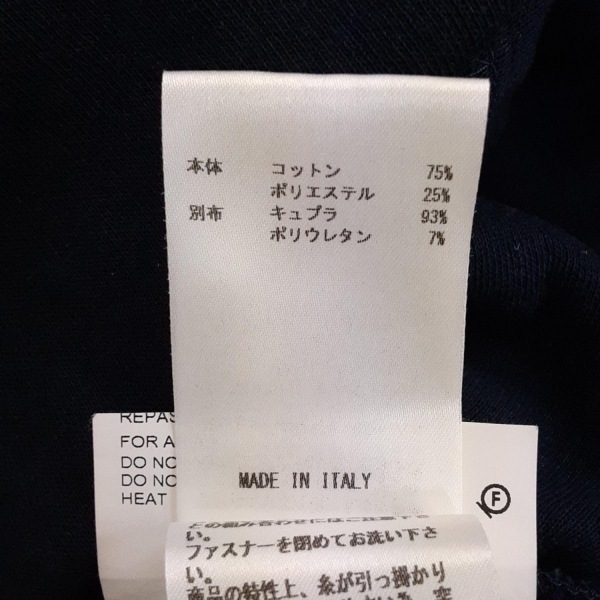 本体 コットン 75%
ポリエステル 25%
別布 キュプラ 93%
ポリウレタン 7%
MADE IN ITALY
REPAS
FOR A
DO NO
DO NO
HEAT
F
い。
ファスナーを閉めてお洗い下さ
い。
商品の特性上、糸が引っ掛かり